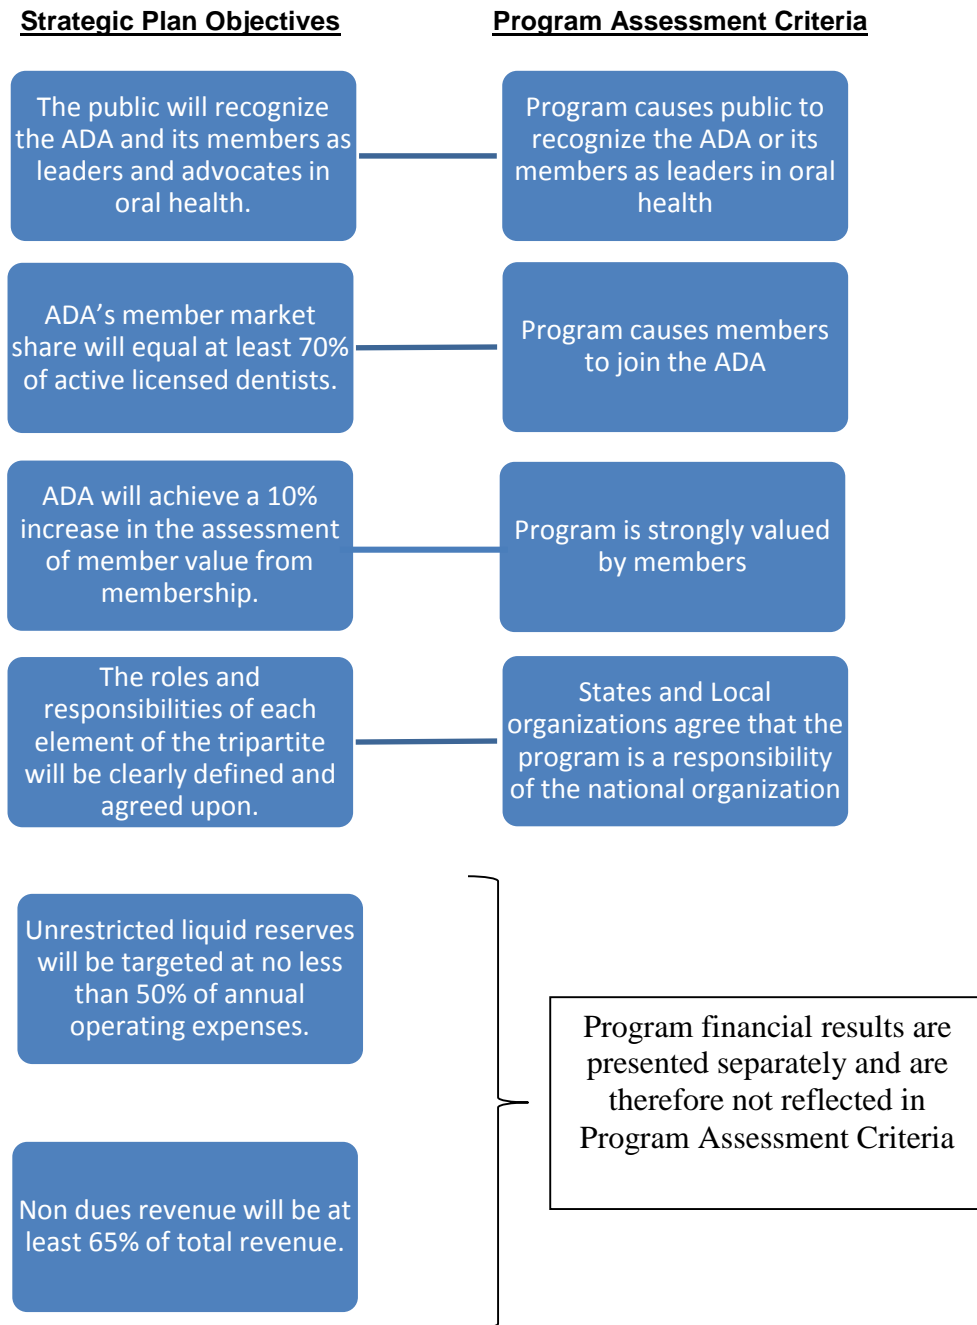 Strategic Plan Objectives
Program Assessment Criteria
The public will recognize
the ADA and its members as
leaders and advocates in
oral health.
Program causes public to
recognize the ADA or its
members as leaders in oral
health
ADA’s member market
share will equal at least 70%
of active licensed dentists.
Program causes members
to join the ADA
ADA will achieve a 10%
increase in the assessment
of member value from
membership.
Program is strongly valued
by members
The roles and
responsibilities of each
element of the tripartite
will be clearly defined and
agreed upon.
States and Local
organizations agree that the
program is a responsibility
of the national organization
Unrestricted liquid reserves
will be targeted at no less
than 50% of annual
operating expenses.
Program financial results are
presented separately and are
therefore not reflected in
Program Assessment Criteria
Non dues revenue will be at
least 65% of total revenue.